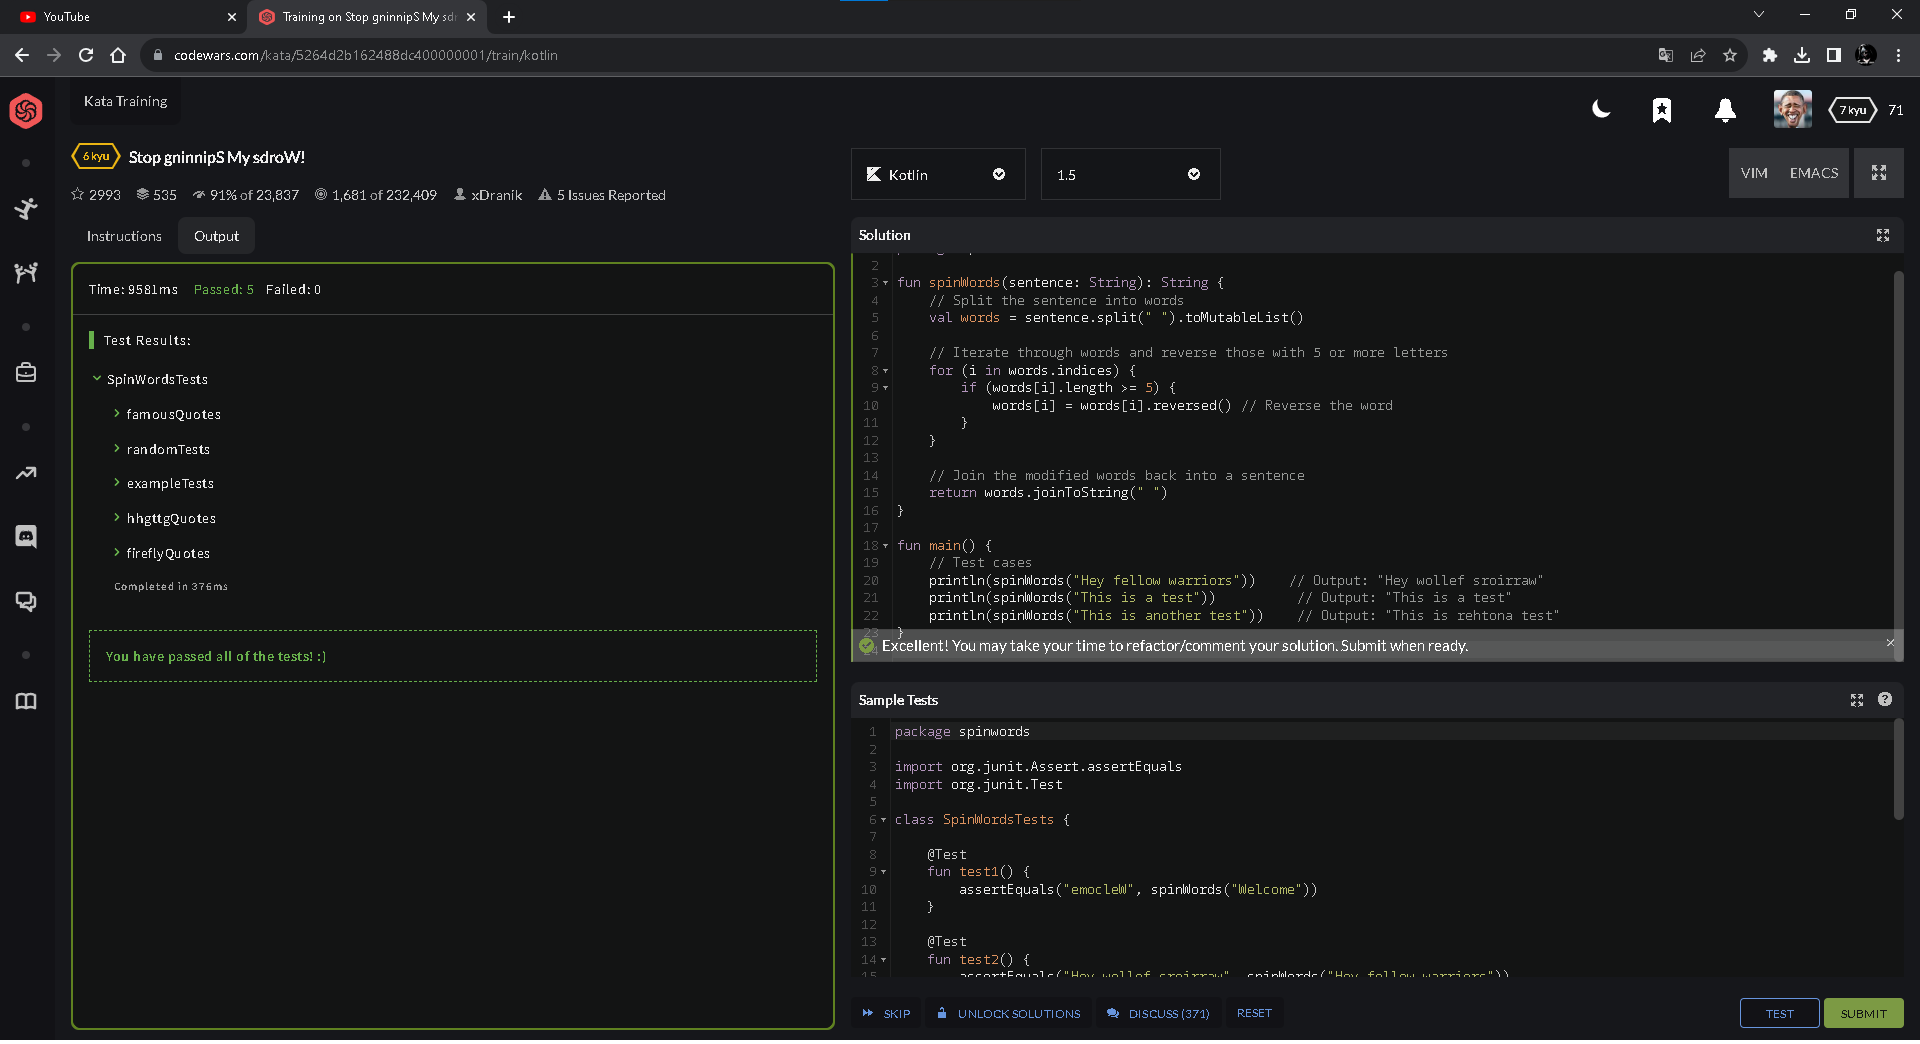 YouTube
Training on Stop gninnipS My sdr
codewars.com/kata/5264d2b162488dc400000001/train/kotlin
Kata Training
7 kyu
71
6 kyu
Stop gninnipS My sdroW!
2993
535
91% of 23,837
1,681 of 232,409
xDranik
5 Issues Reported
Instructions
Output
Time: 9581ms Passed: 5 Failed: 0
Test Results:
SpinWordsTests
famousQuotes
randomTests
exampleTests
hhgttgQuotes
fireflyQuotes
Completed in 376ms
You have passed all of the tests! :)
Kotlin
1.5
VIM
EMACS
Solution
2
3 fun spinWords(sentence: String): String {
4 // Split the sentence into words
5 val words = sentence.split(" ").toMutableList()
6
7 // Iterate through words and reverse those with 5 or more letters
8 for (i in words.indices) {
9 if (words[i].length >= 5) {
10 words[i] = words[i].reversed() // Reverse the word
11 }
12 }
13
14 // Join the modified words back into a sentence
15 return words.joinToString(" ")
16 }
17
18 fun main() {
19 // Test cases
20 println(spinWords("Hey fellow warriors")) // Output: "Hey wollef sroirraw"
21 println(spinWords("This is a test")) // Output: "This is a test"
22 println(spinWords("This is another test")) // Output: "This is rehtona test"
23 }
24
Excellent! You may take your time to refactor/comment your solution. Submit when ready.
Sample Tests
1 package spinwords
2
3 import org.junit.Assert.assertEquals
4 import org.junit.Test
5
6 class SpinWordsTests {
7
8 @Test
9 fun test1() {
10 assertEquals("emocleW", spinWords("Welcome"))
11 }
12
13 @Test
14 fun test2() {
15 assertEquals("Hey wollef sroirraw", spinWords("Hey fellow warriors"))
SKIP
UNLOCK SOLUTIONS
DISCUSS (371)
RESET
TEST
SUBMIT